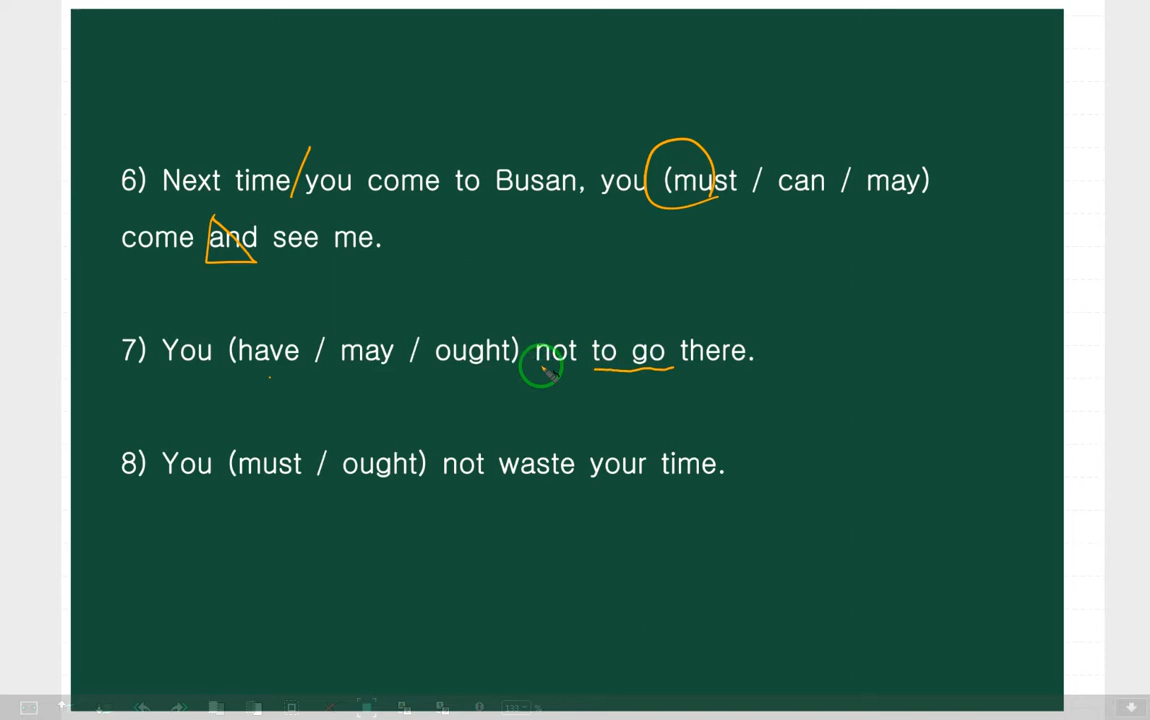 6) Next time you come to Busan, you (must / can / may)
come and see me.
7) You (have / may / ought) not to go there.
8) You (must / ought) not waste your time.
133 %